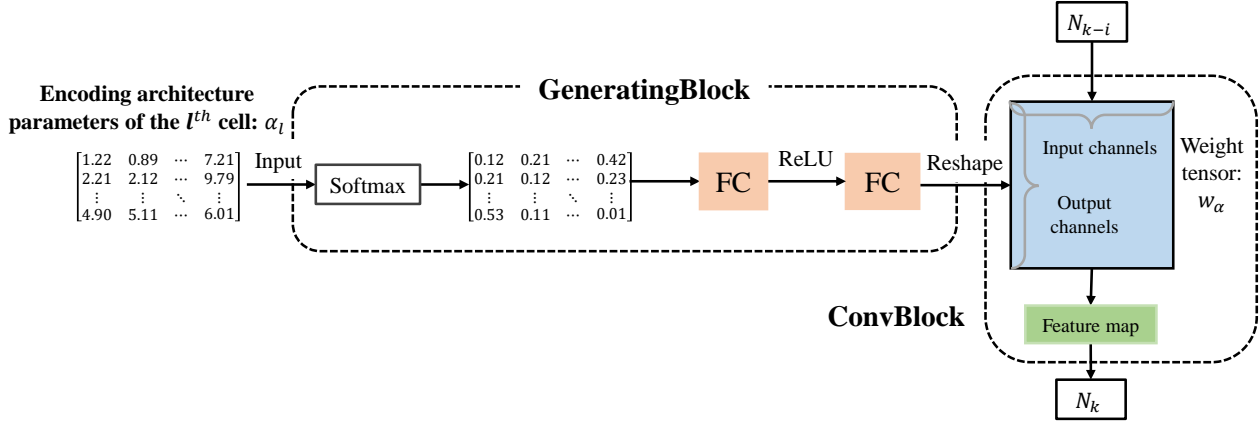 N_{k-i}
GeneratingBlock
Encoding architecture
parameters of the l^{th} cell: α_l
1.22 0.89 ⋯ 7.21
2.21 2.12 ⋯ 9.79
⋮ ⋮ ⋱ ⋮
4.90 5.11 ⋯ 6.01
Input
Softmax
0.12 0.21 ⋯ 0.42
0.21 0.12 ⋯ 0.23
⋮ ⋮ ⋱ ⋮
0.53 0.11 ⋯ 0.01
FC
ReLU
FC
Reshape
Input channels
Output
channels
Weight
tensor:
w_α
ConvBlock
Feature map
N_k